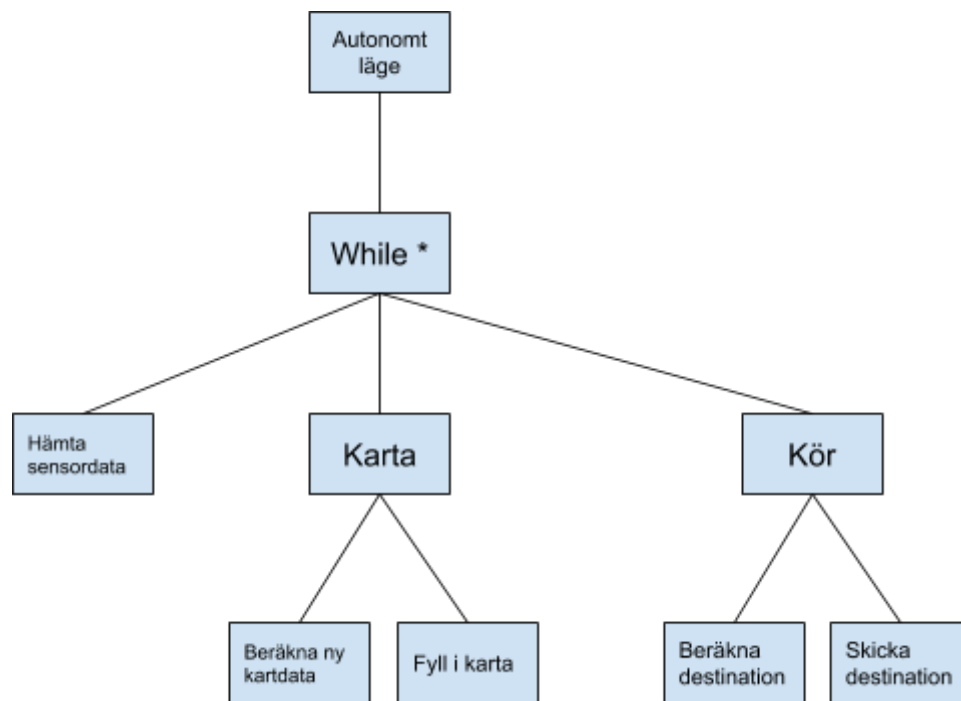 Autonomt
läge
While *
Hämta
sensordata
Karta
Kör
Beräkna ny
kartdata
Fyll i karta
Beräkna
destination
Skicka
destination